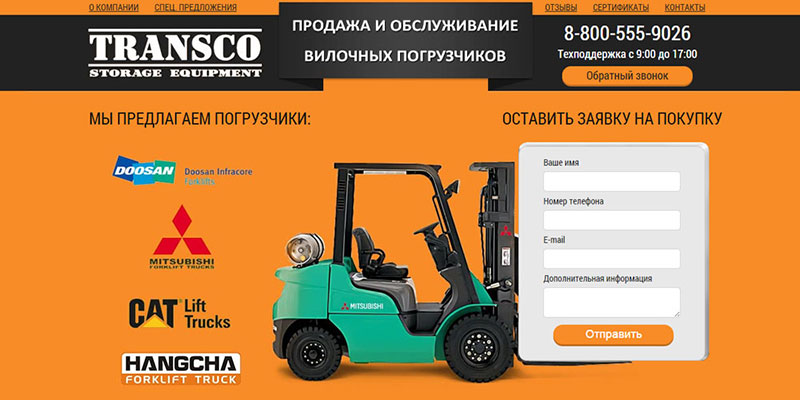 О КОМПАНИИ СПЕЦ. ПРЕДЛОЖЕНИЯ
ОТЗЫВЫ СЕРТИФИКАТЫ КОНТАКТЫ
TRANSCO
STORAGE EQUIPMENT
ПРОДАЖА И ОБСЛУЖИВАНИЕ
ВИЛОЧНЫХ ПОГРУЗЧИКОВ
8-800-555-9026
Техподдержка с 9:00 до 17:00
Обратный звонок
МЫ ПРЕДЛАГАЕМ ПОГРУЗЧИКИ:
DOOSAN
Doosan Infracore
Forklifts
MITSUBISHI
FORKLIFT TRUCKS
CAT Lift
Trucks
HANGCHA
FORKLIFT TRUCK
MITSUBISHI
ОСТАВИТЬ ЗАЯВКУ НА ПОКУПКУ
Ваше имя
Номер телефона
E-mail
Дополнительная информация
Отправить